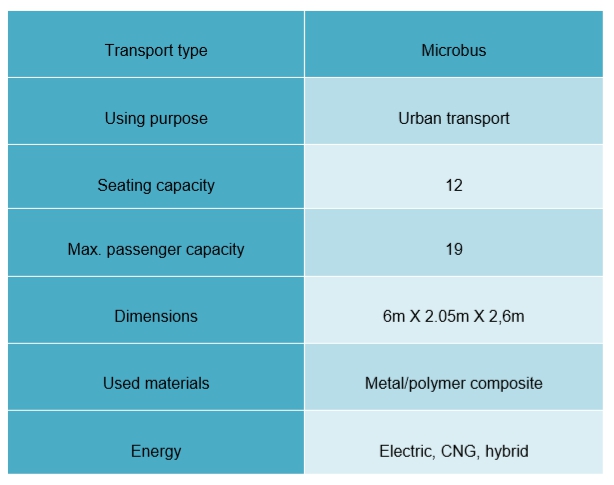 Transport type Microbus
Using purpose Urban transport
Seating capacity 12
Max. passenger capacity 19
Dimensions 6m X 2.05m X 2,6m
Used materials Metal/polymer composite
Energy Electric, CNG, hybrid